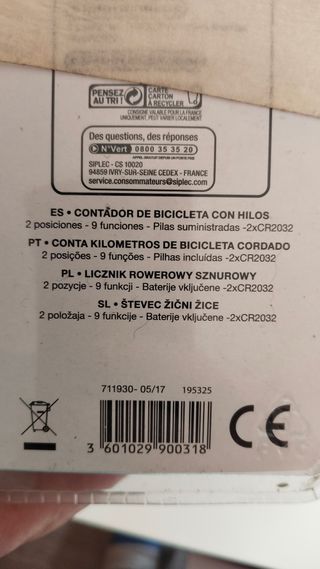 PENSEZ
AU TRI !
CARTE
CARTON
À RECYCLER
CONSIGNE VALABLE POUR LA FRANCE
UNIQUEMENT, PEUT VARIER LOCALEMENT
Des questions, des réponses
N°Vert 0800 35 35 20
APPEL GRATUIT DEPUIS UN POSTE FIXE
SIPLEC - CS 10020
94859 IVRY-SUR-SEINE CEDEX - FRANCE
service.consommateurs@siplec.com
ES • CONTADOR DE BICICLETA CON HILOS
2 posiciones - 9 funciones - Pilas suministradas -2xCR2032
PT • CONTA KILOMETROS DE BICICLETA CORDADO
2 posições - 9 funções - Pilhas incluídas -2xCR2032
PL • LICZNIK ROWEROWY SZNUROWY
2 pozycje - 9 funkcji - Baterije vključene -2xCR2032
SL • ŠTEVEC ŽIČNI ŽICE
2 položaja - 9 funkcije - Baterije vključene -2xCR2032
711930- 05/17 195325
3 601029 900318
CE